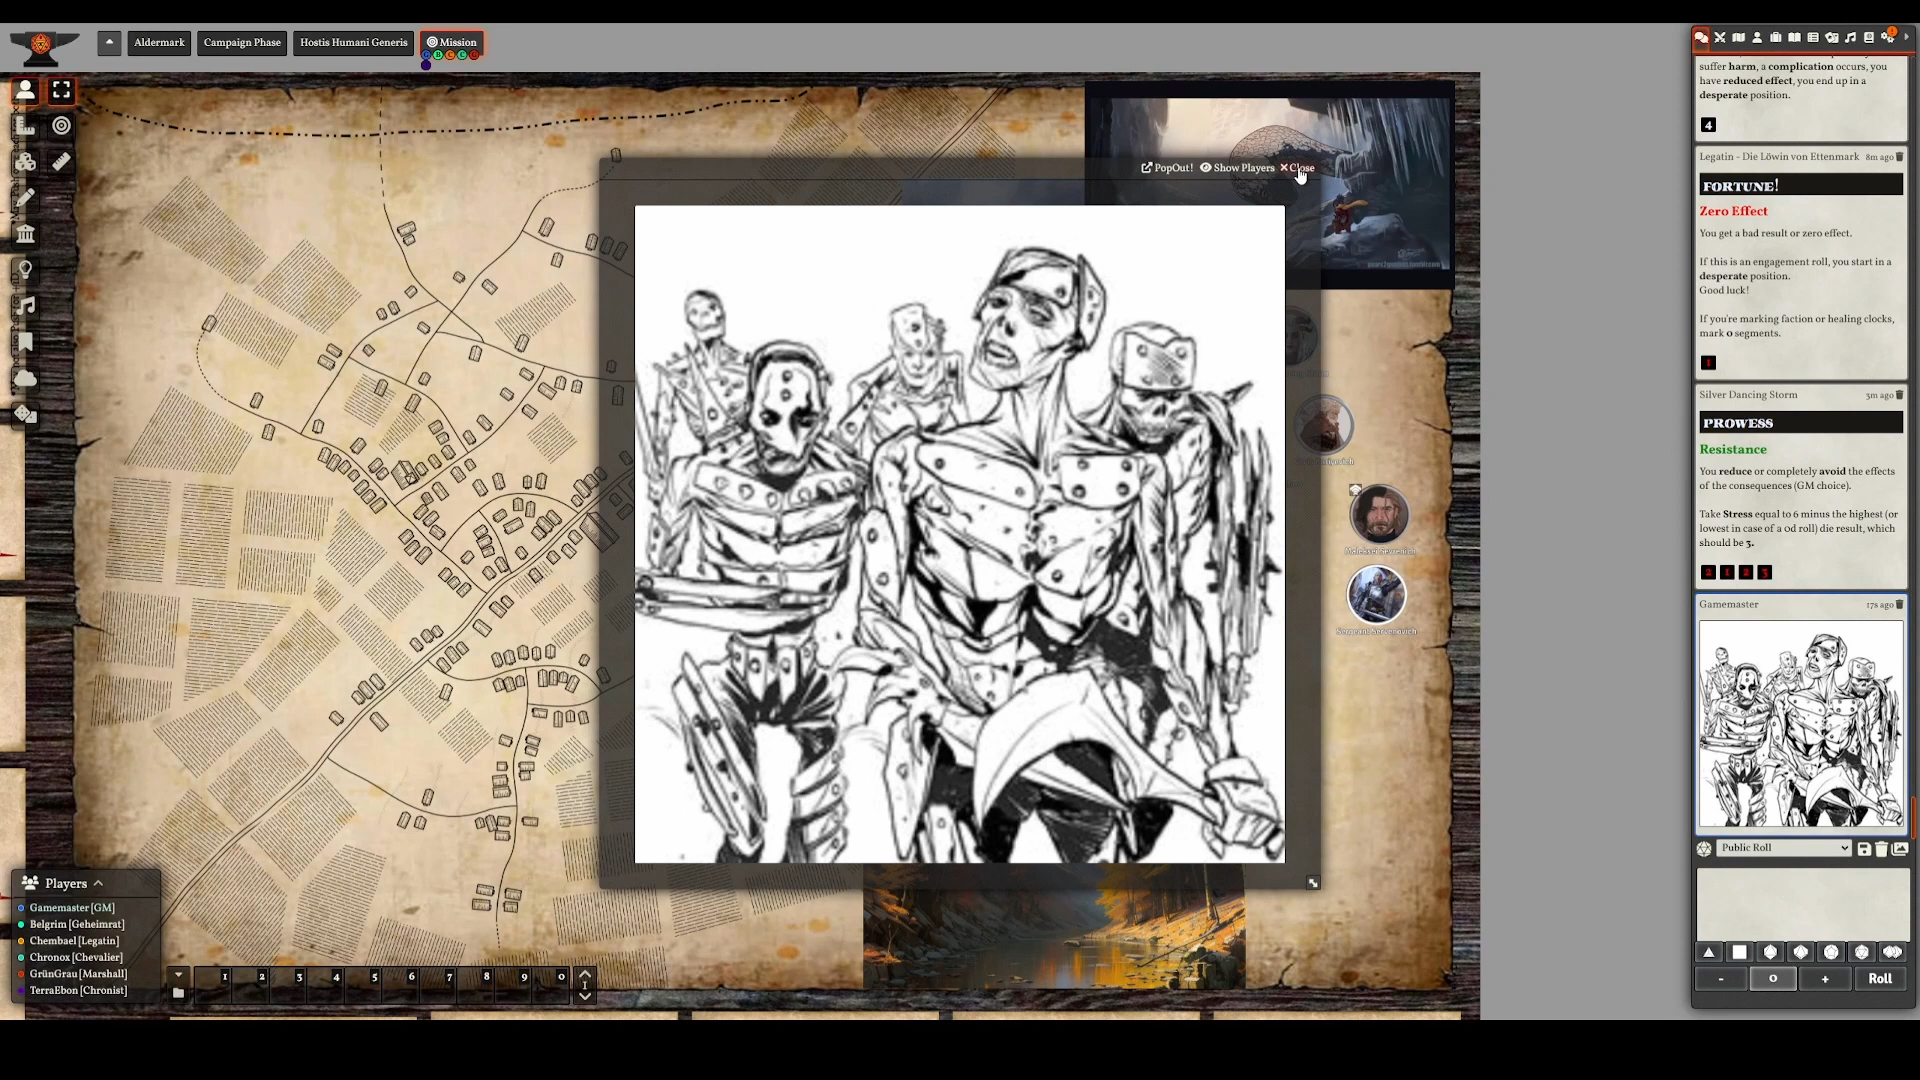 Aldermark
Campaign Phase
Hostis Humani Generis
Mission
PopOut!
Show Players
Close
suffer harm, a complication occurs, you
have reduced effect, you end up in a
desperate position.
4
Legatin - Die Löwin von Ettenmark
8m ago
FORTUNE!
Zero Effect
You get a bad result or zero effect.
If this is an engagement roll, you start in a
desperate position.
Good luck!
If you're marking faction or healing clocks,
mark 0 segments.
1
Silver Dancing Storm
3m ago
PROWESS
Resistance
You reduce or completely avoid the effects
of the consequences (GM choice).
Take Stress equal to 6 minus the highest (or
lowest in case of a 0d roll) die result, which
should be 3.
2 1 2 3
Gamemaster
17s ago
Public Roll
- 0 + Roll
Players
Gamemaster [GM]
Belgrim [Geheimrat]
Chembael [Legatin]
Chronox [Chevalier]
GrünGrau [Marshall]
TerraEbon [Chronist]
1 2 3 4 5 6 7 8 9 0
1